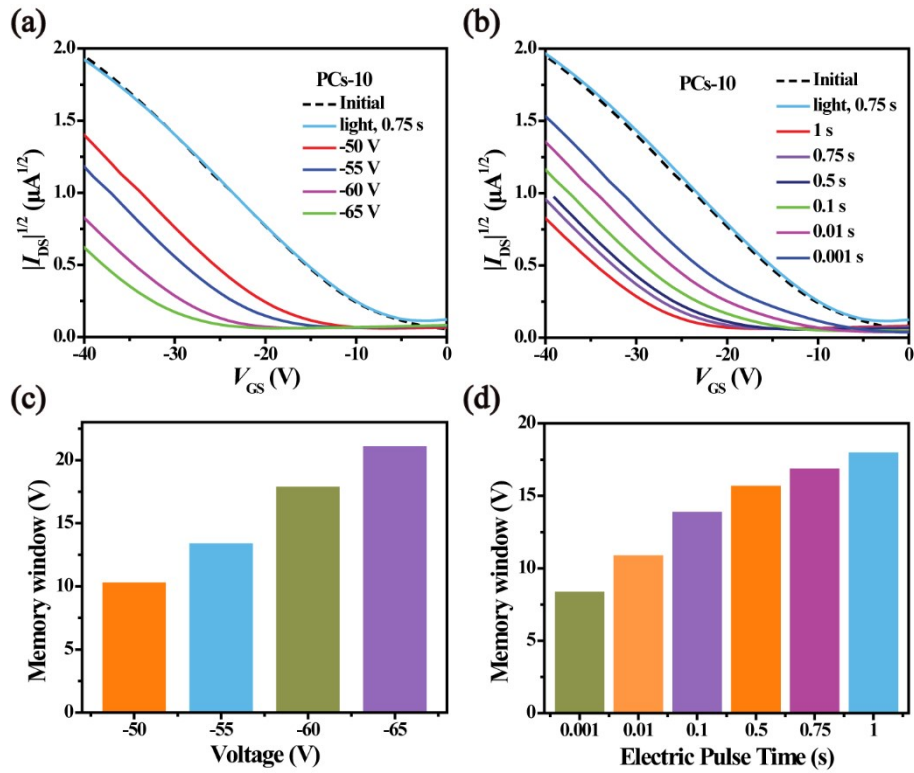 (a)
2.0
1.5
1.0
0.5
0.0
-40
-30
-20
-10
0
|I_DS|^1/2 (μA^1/2)
V_GS (V)
PCs-10
Initial
light, 0.75 s
-50 V
-55 V
-60 V
-65 V
(b)
2.0
1.5
1.0
0.5
0.0
-40
-30
-20
-10
0
|I_DS|^1/2 (μA^1/2)
V_GS (V)
PCs-10
Initial
light, 0.75 s
1 s
0.75 s
0.5 s
0.1 s
0.01 s
0.001 s
(c)
20
15
10
5
0
-50
-55
-60
-65
Memory window (V)
Voltage (V)
(d)
20
15
10
5
0
0.001
0.01
0.1
0.5
0.75
1
Memory window (V)
Electric Pulse Time (s)